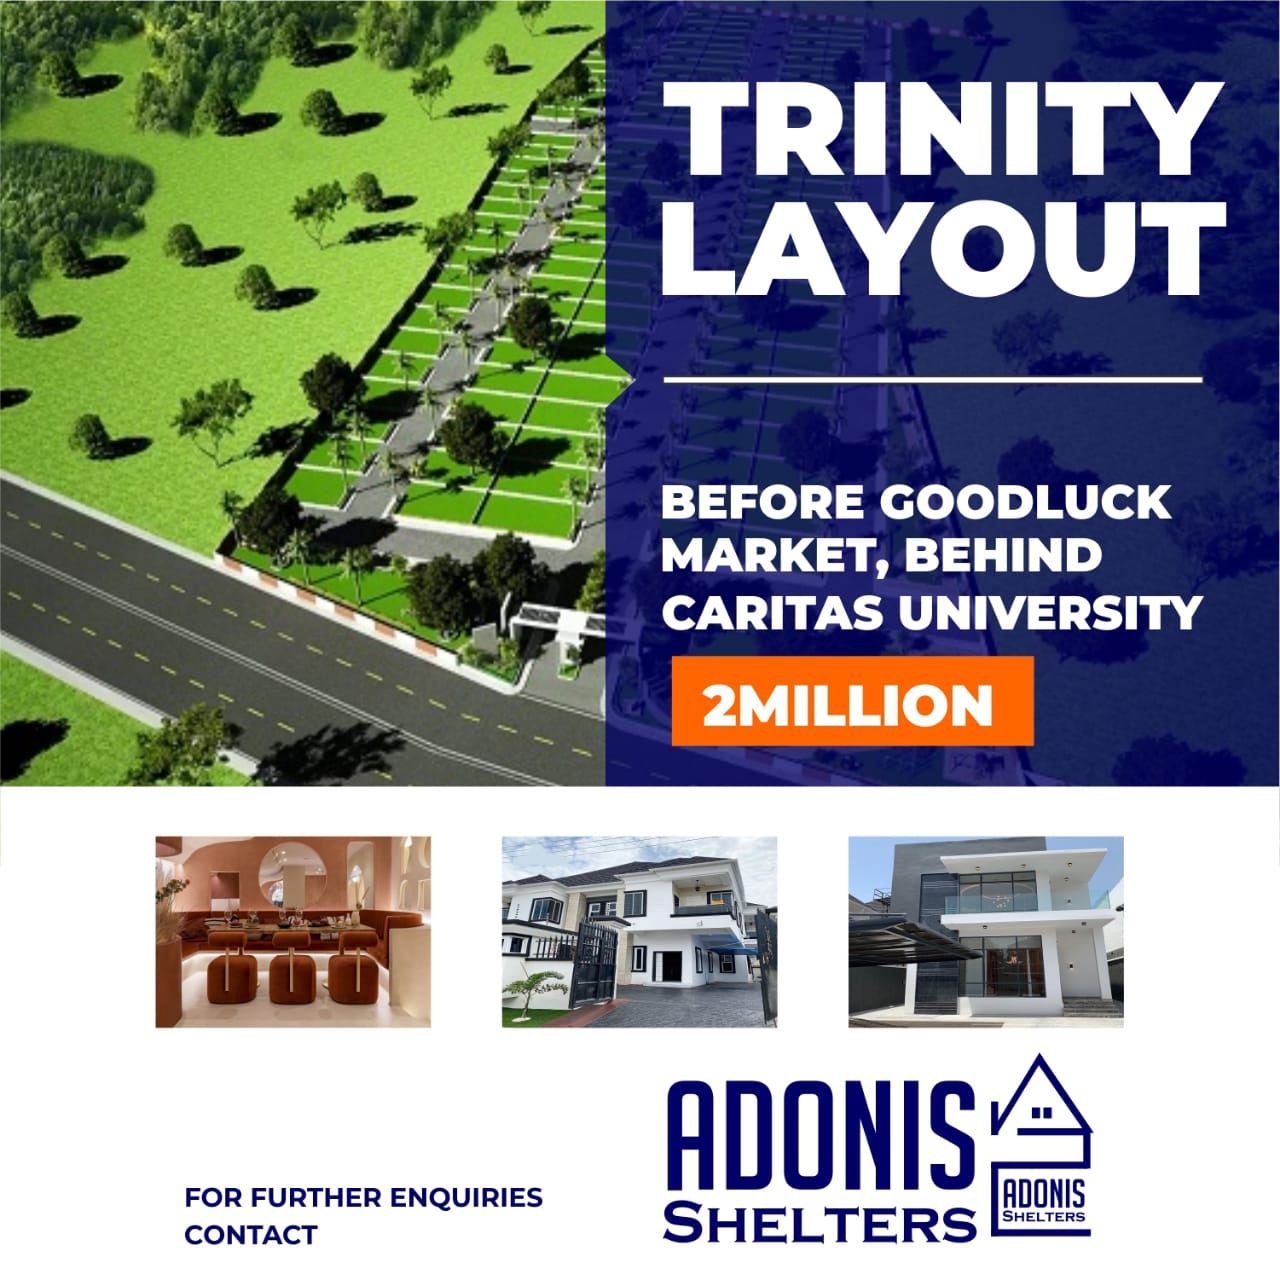 TRINITY
LAYOUT
BEFORE GOODLUCK
MARKET, BEHIND
CARITAS UNIVERSITY
2MILLION
FOR FURTHER ENQUIRIES
CONTACT
ADONIS
SHELTERS
ADONIS
SHELTERS